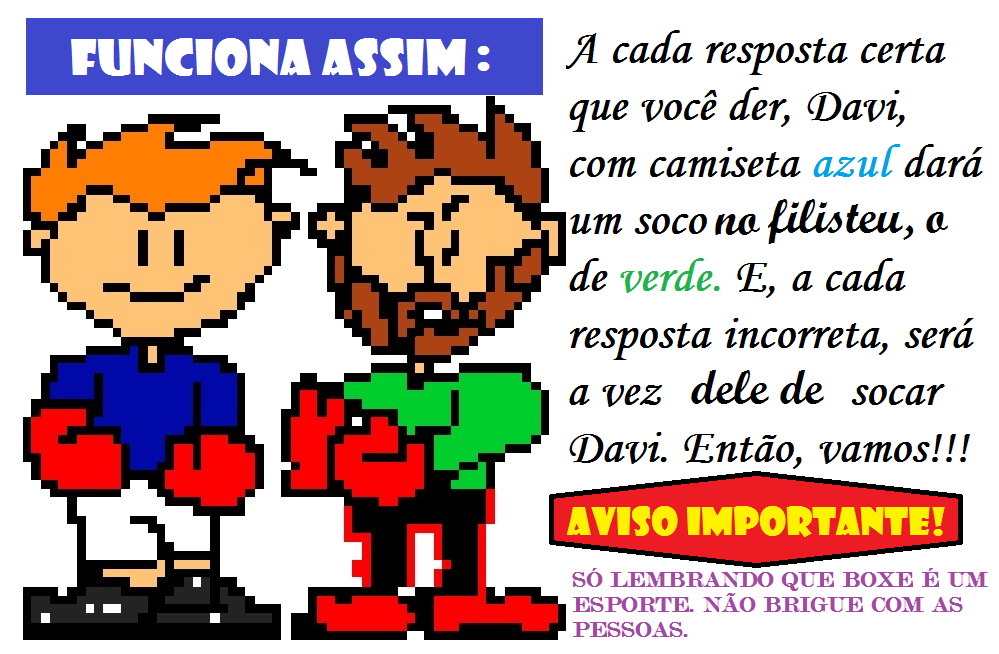 FUNCIONA ASSIM :
A cada resposta certa
que você der, Davi,
com camiseta azul dará
um soco no filisteu, o
de verde. E, a cada
resposta incorreta, será
a vez dele de socar
Davi. Então, vamos!!!
AVISO IMPORTANTE!
SÓ LEMBRANDO QUE BOXE É UM
ESPORTE. NÃO BRIGUE COM AS
PESSOAS.